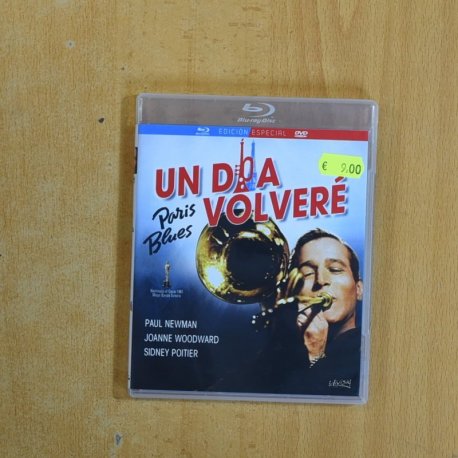 Blu-ray Disc
EDICIÓN ESPECIAL DVD
€ 9.00
UN DÍA
VOLVERÉ
Paris
Blues
PAUL NEWMAN
JOANNE WOODWARD
SIDNEY POITIER